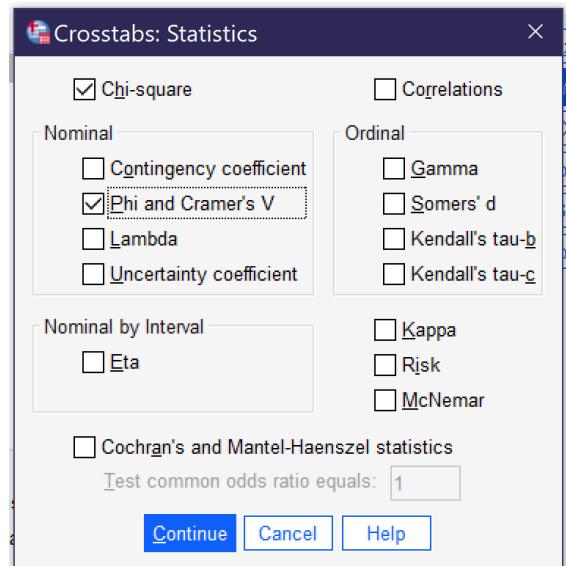 Crosstabs: Statistics
Chi-square
Correlations
Nominal
Contingency coefficient
Phi and Cramer's V
Lambda
Uncertainty coefficient
Ordinal
Gamma
Somers' d
Kendall's tau-b
Kendall's tau-c
Nominal by Interval
Eta
Kappa
Risk
McNemar
Cochran's and Mantel-Haenszel statistics
Test common odds ratio equals: 1
Continue Cancel Help